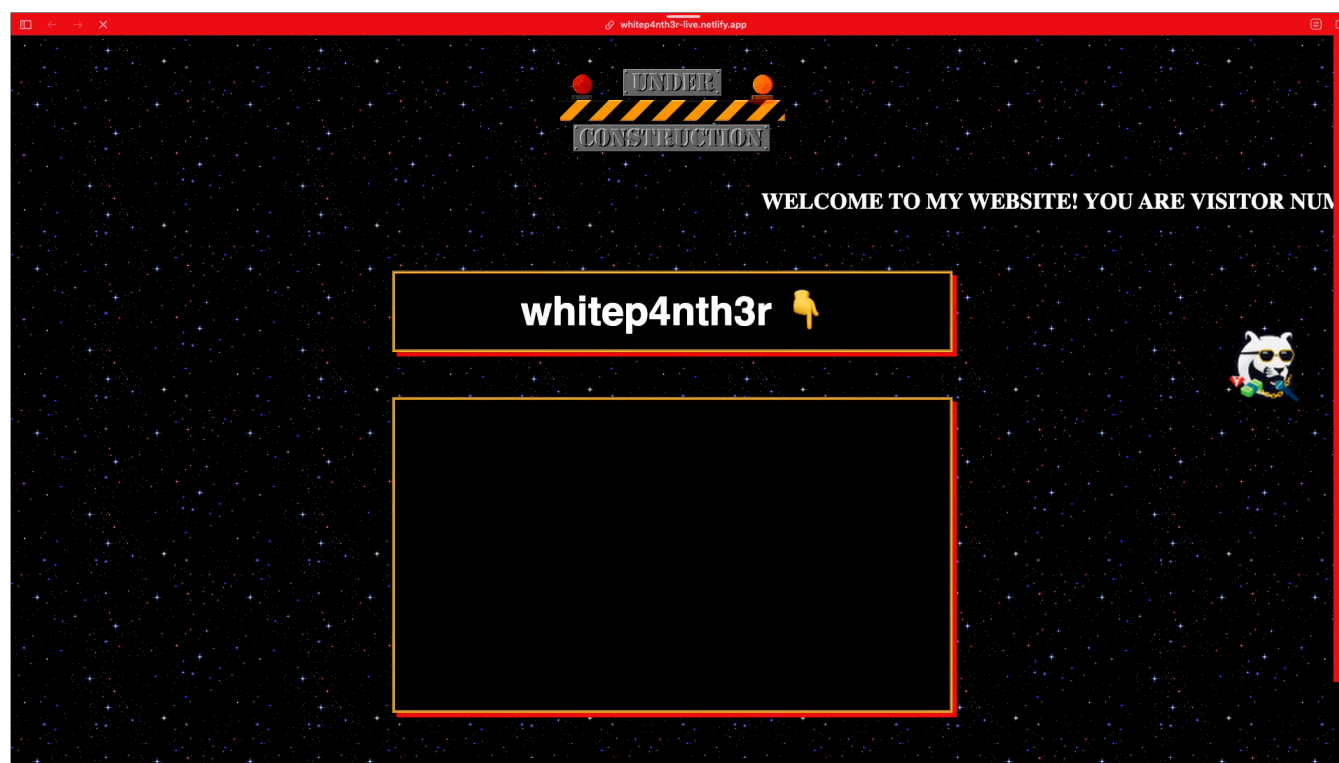 whitep4nth3r-live.netlify.app
UNDER
CONSTRUCTION
WELCOME TO MY WEBSITE! YOU ARE VISITOR NUM
whitep4nth3r 👇